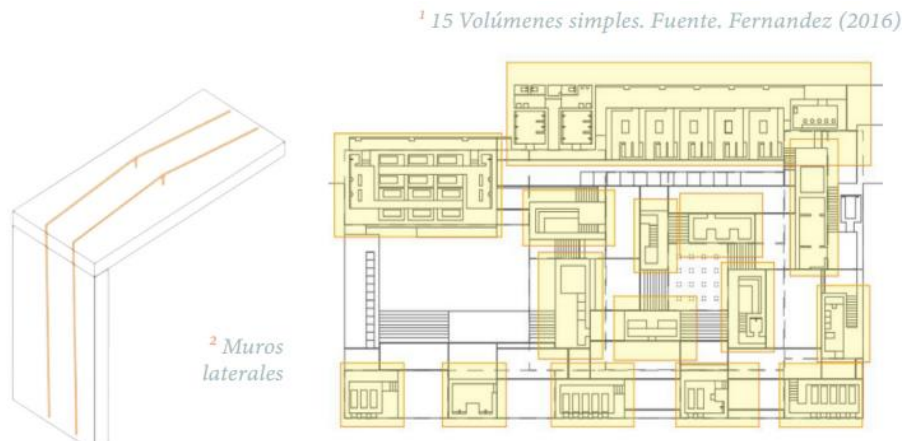 ¹ 15 Volúmenes simples. Fuente. Fernandez (2016)
² Muros
laterales